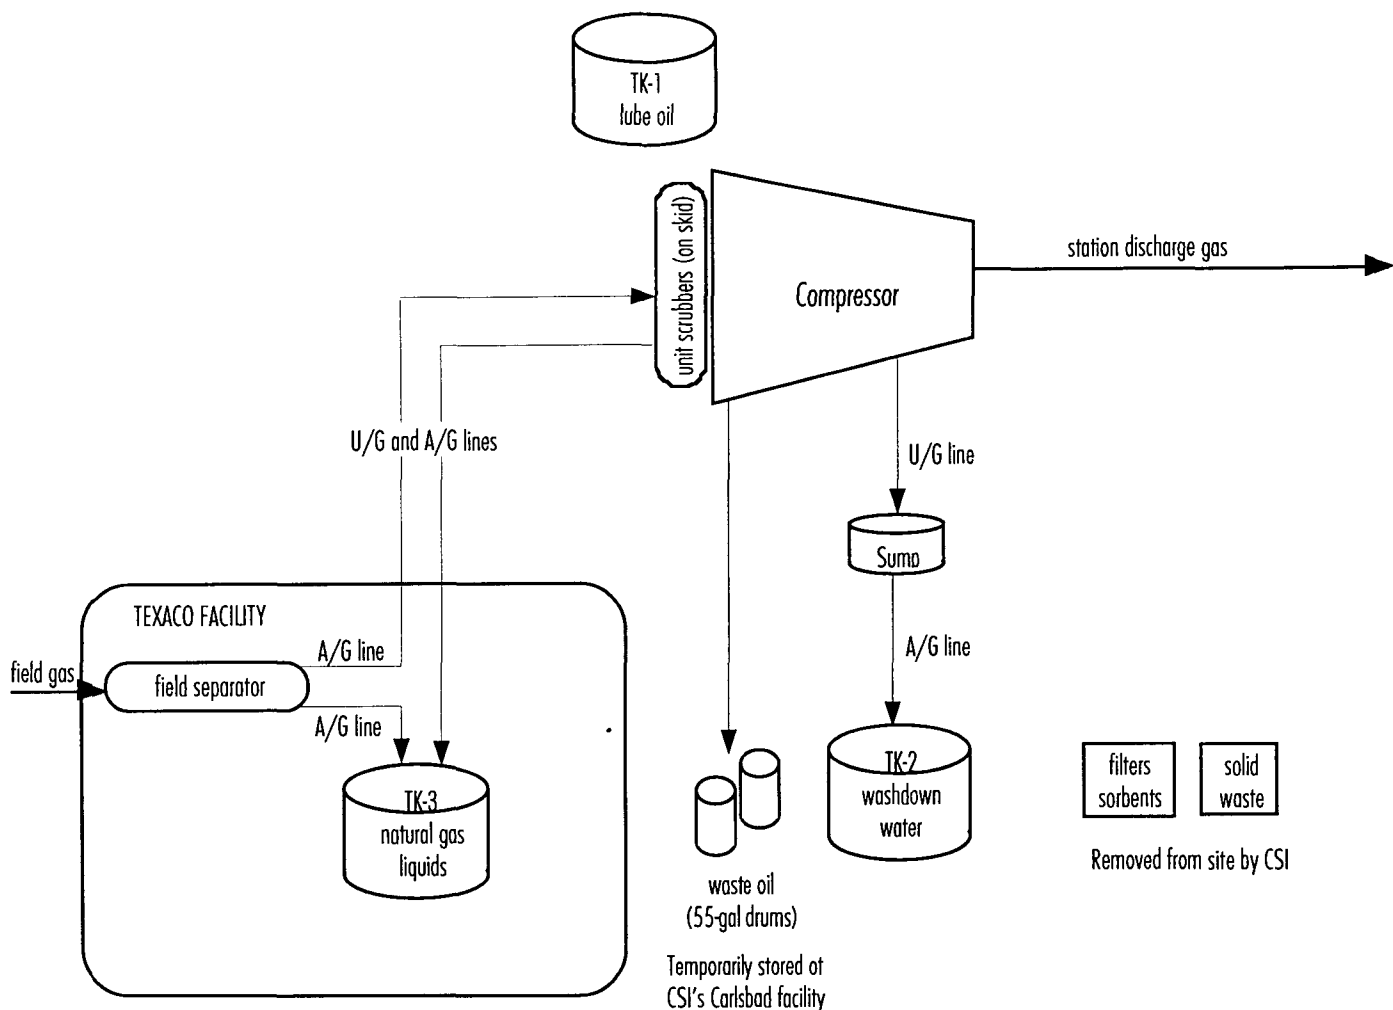 TK-1
lube oil
unit scrubbers (on skid)
Compressor
station discharge gas
U/G and A/G lines
U/G line
Sump
A/G line
TEXACO FACILITY
field gas
field separator
A/G line
A/G line
TK-3
natural gas
liquids
TK-2
washdown
water
waste oil
(55-gal drums)
Temporarily stored at
CSI's Carlsbad facility
filters
sorbents
solid
waste
Removed from site by CSI